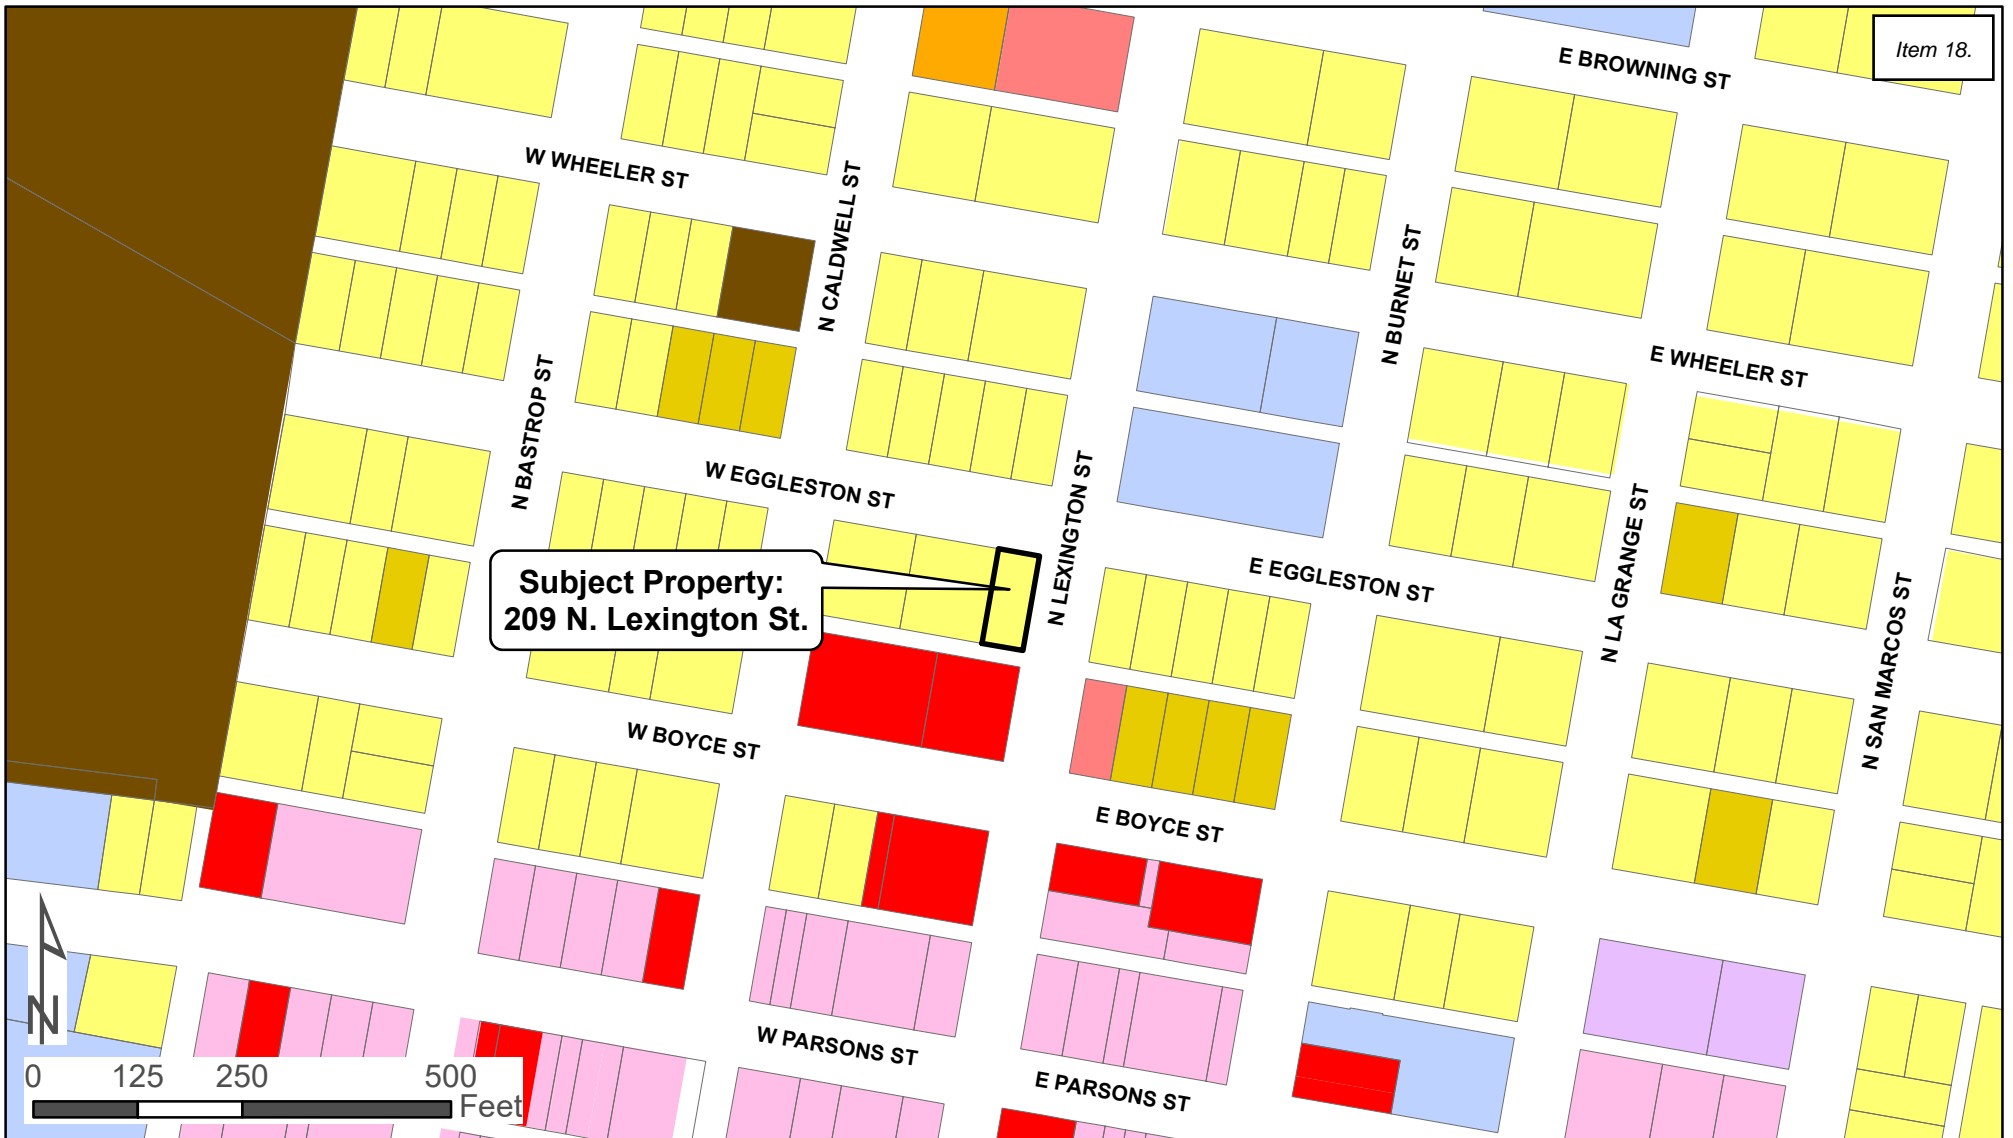 Item 18.
E BROWNING ST
W WHEELER ST
N CALDWELL ST
N BURNET ST
E WHEELER ST
N BASTROP ST
W EGGLESTON ST
N LEXINGTON ST
N LA GRANGE ST
E EGGLESTON ST
N SAN MARCOS ST
Subject Property:
209 N. Lexington St.
W BOYCE ST
E BOYCE ST
W PARSONS ST
E PARSONS ST
N
0 125 250 500
Feet